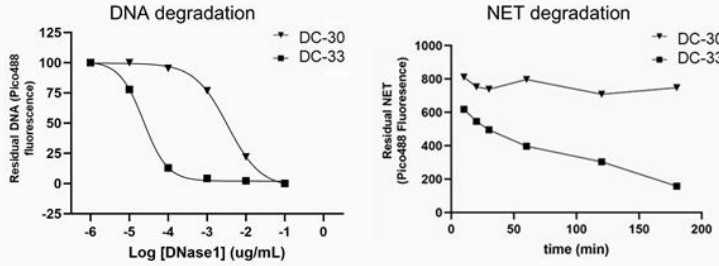 DNA degradation
DC-30
DC-33
125
100
75
50
25
0
-25
-6
-5
-4
-3
-2
-1
0
Residual DNA (Pico488
fluorescence)
Log [DNase1] (ug/mL)
NET degradation
DC-30
DC-33
1000
800
600
400
200
0
0
50
100
150
200
Residual NET
(Pico488 Fluoresence)
time (min)